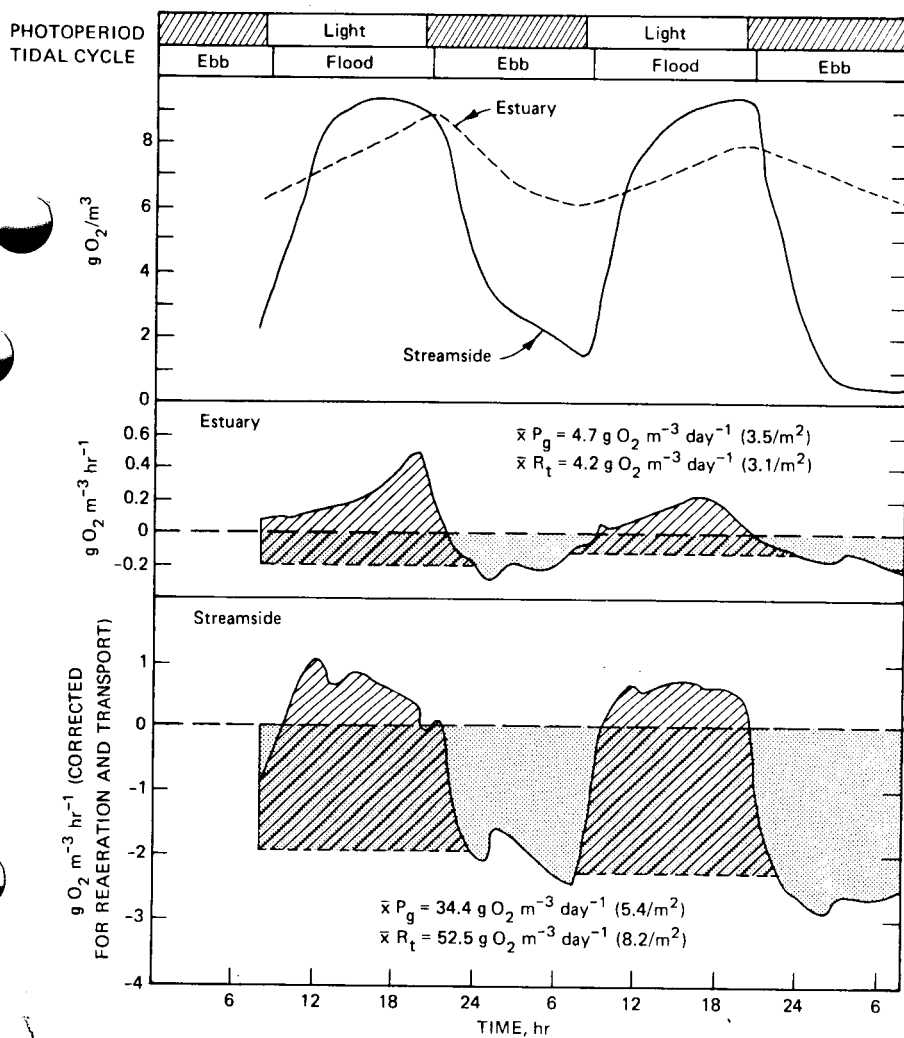 PHOTOPERIOD
Light
Light
TIDAL CYCLE
Ebb
Flood
Ebb
Flood
Ebb
Estuary
8
6
4
2
0
g O₂/m³
Streamside
Estuary
x̄ P_g = 4.7 g O₂ m⁻³ day⁻¹ (3.5/m²)
x̄ R_t = 4.2 g O₂ m⁻³ day⁻¹ (3.1/m²)
0.6
0.4
0.2
0
-0.2
g O₂ m⁻³ hr⁻¹
Streamside
1
0
-1
-2
-3
-4
g O₂ m⁻³ hr⁻¹ (CORRECTED
FOR REAERATION AND TRANSPORT)
x̄ P_g = 34.4 g O₂ m⁻³ day⁻¹ (5.4/m²)
x̄ R_t = 52.5 g O₂ m⁻³ day⁻¹ (8.2/m²)
6 12 18 24 6 12 18 24 6
TIME, hr